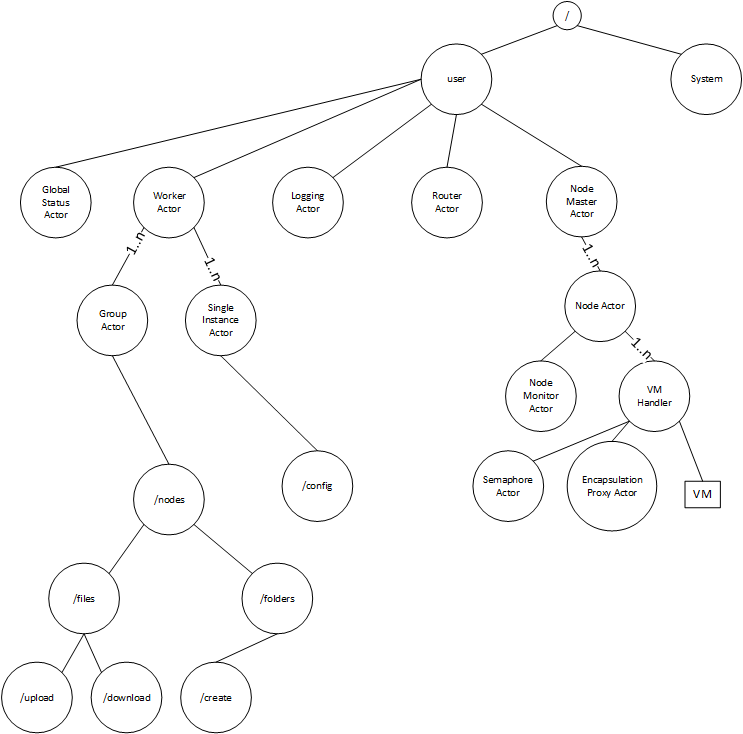 /
user
System
Global
Status
Actor
Worker
Actor
Logging
Actor
Router
Actor
Node
Master
Actor
1..n
1..n
1..n
Group
Actor
Single
Instance
Actor
Node Actor
1..n
Node
Monitor
Actor
VM
Handler
/nodes
/config
Semaphore
Actor
Encapsulation
Proxy Actor
VM
/files
/folders
/upload
/download
/create